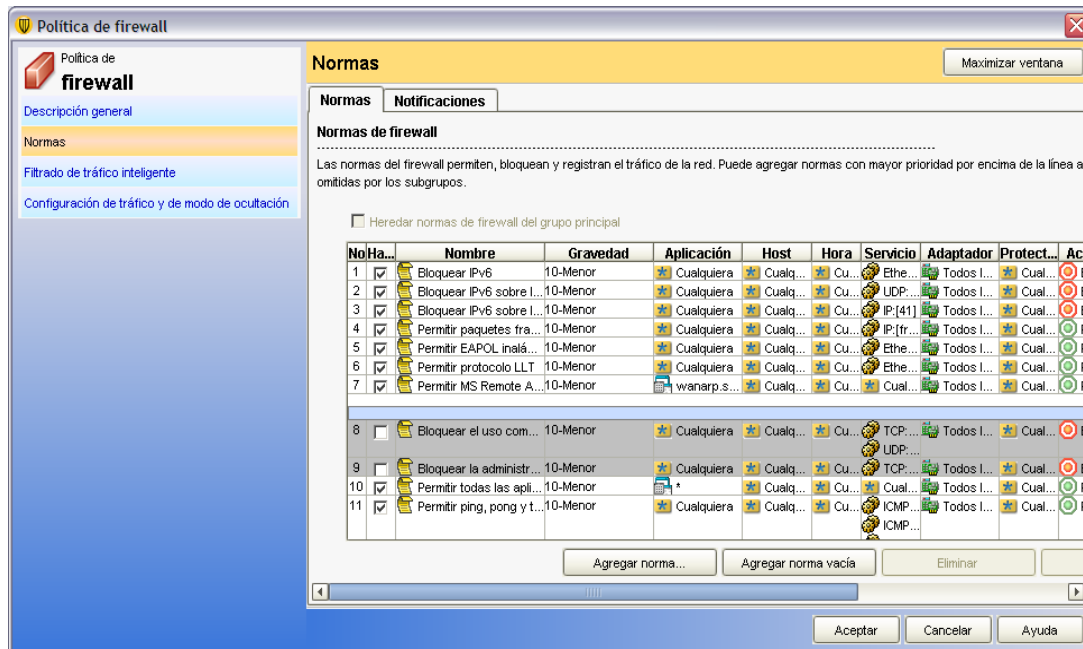 Política de firewall
Política de
firewall
Descripción general
Normas
Filtrado de tráfico inteligente
Configuración de tráfico y de modo de ocultación
Normas
Maximizar ventana
Normas Notificaciones
Normas de firewall
Las normas del firewall permiten, bloquean y registran el tráfico de la red. Puede agregar normas con mayor prioridad por encima de la línea a
omitidas por los subgrupos.
Heredar normas de firewall del grupo principal
No Ha... Nombre Gravedad Aplicación Host Hora Servicio Adaptador Protect... Ac
1 Bloquear IPv6 10-Menor Cualquiera Cualq... Cu... Ethe... Todos l... Cual...
2 Bloquear IPv6 sobre l... 10-Menor Cualquiera Cualq... Cu... UDP:... Todos l... Cual...
3 Bloquear IPv6 sobre l... 10-Menor Cualquiera Cualq... Cu... IP:[41] Todos l... Cual...
4 Permitir paquetes fra... 10-Menor Cualquiera Cualq... Cu... IP:[fr... Todos l... Cual...
5 Permitir EAPOL inalá... 10-Menor Cualquiera Cualq... Cu... Ethe... Todos l... Cual...
6 Permitir protocolo LLT 10-Menor Cualquiera Cualq... Cu... Ethe... Todos l... Cual...
7 Permitir MS Remote A... 10-Menor wanarp.s... Cualq... Cu... Cual... Todos l... Cual...
8 Bloquear el uso com... 10-Menor Cualquiera Cualq... Cu... TCP:... Todos l... Cual...
UDP:...
9 Bloquear la administr... 10-Menor Cualquiera Cualq... Cu... TCP:... Todos l... Cual...
10 Permitir todas las apli... 10-Menor * Cualq... Cu... Cual... Todos l... Cual...
11 Permitir ping, pong y t... 10-Menor Cualquiera Cualq... Cu... ICMP... Todos l... Cual...
ICMP...
Agregar norma... Agregar norma vacía Eliminar
Aceptar Cancelar Ayuda